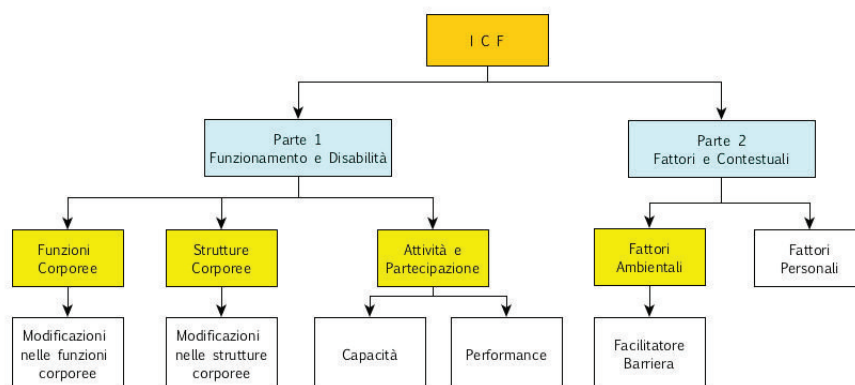 I C F
Parte 1
Funzionamento e Disabilità
Parte 2
Fattori e Contestuali
Funzioni
Corporee
Strutture
Corporee
Attività e
Partecipazione
Fattori
Ambientali
Fattori
Personali
Modificazioni
nelle funzioni
corporee
Modificazioni
nelle strutture
corporee
Capacità
Performance
Facilitatore
Barriera